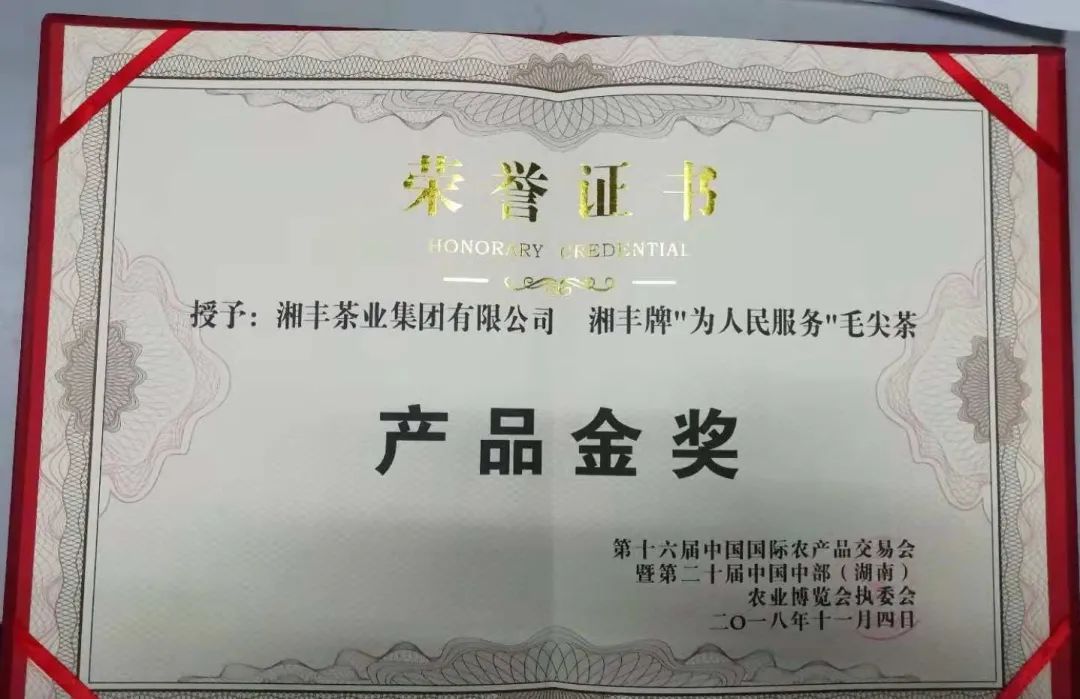 荣誉证书
HONORARY CREDENTIAL
授予：湘丰茶业集团有限公司 湘丰牌"为人民服务"毛尖茶
产品金奖
第十六届中国国际农产品交易会
暨第二十届中国中部（湖南）
农业博览会执委会
二〇一八年十一月四日